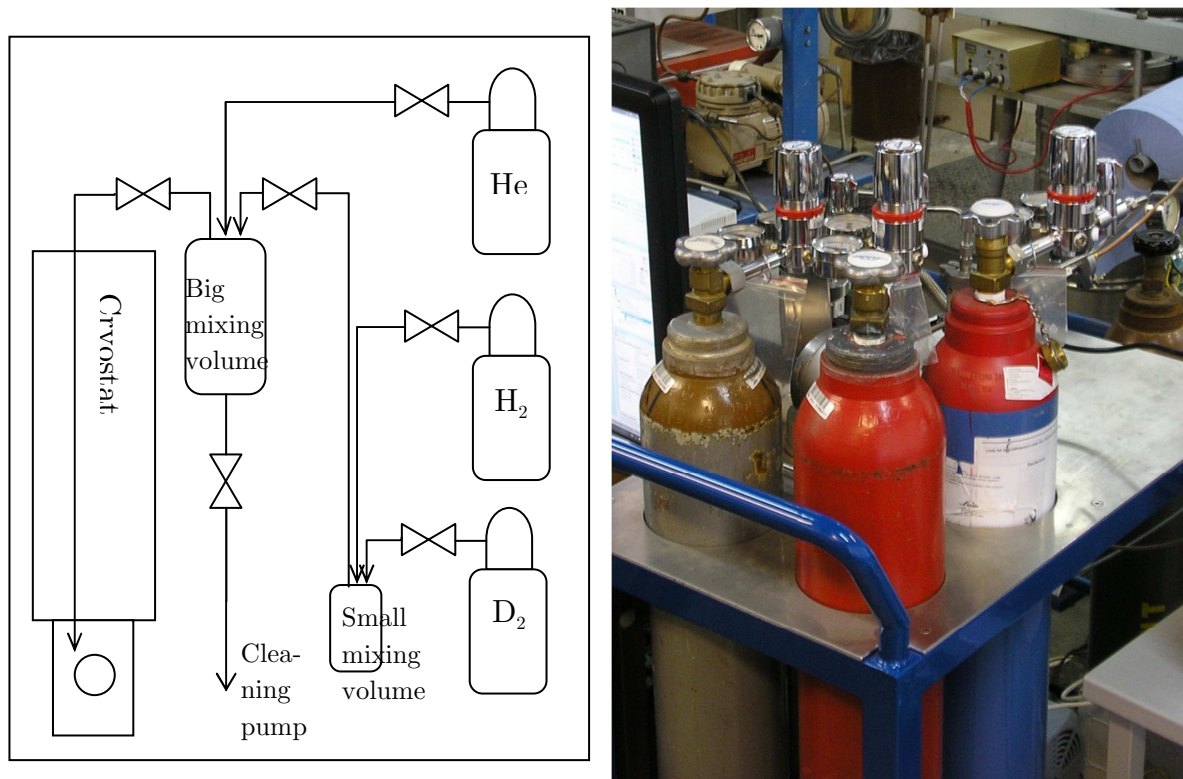 He
Cryostat
Big
mixing
volume
H₂
D₂
Small
mixing
volume
Clea-
ning
pump